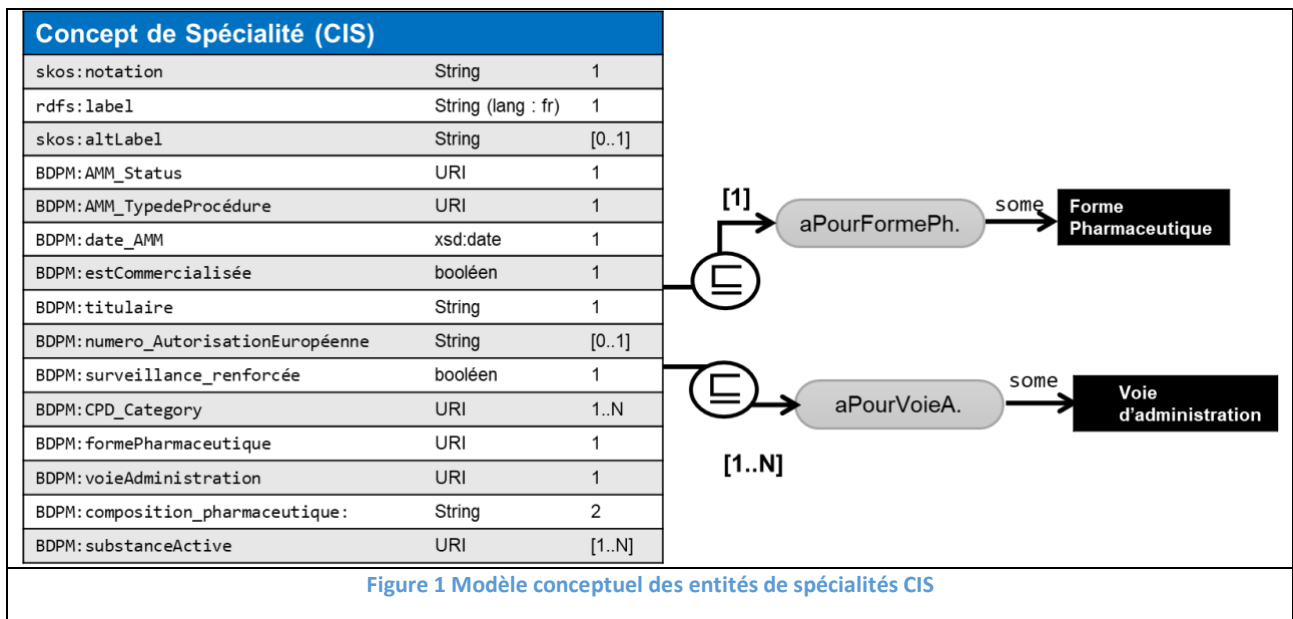 Concept de Spécialité (CIS)
skos:notation String 1
rdfs:label String (lang : fr) 1
skos:altLabel String [0..1]
BDPM:AMM_Status URI 1
BDPM:AMM_TypedeProcédure URI 1
BDPM:date_AMM xsd:date 1
BDPM:estCommercialisée booléen 1
BDPM:titulaire String 1
BDPM:numero_AutorisationEuropéenne String [0..1]
BDPM:surveillance_renforcée booléen 1
BDPM:CPD_Category URI 1..N
BDPM:formePharmaceutique URI 1
BDPM:voieAdministration URI 1
BDPM:composition_pharmaceutique: String 2
BDPM:substanceActive URI [1..N]
[1]
⊑
aPourFormePh.
some
Forme
Pharmaceutique
⊑
[1..N]
aPourVoieA.
some
Voie
d'administration
Figure 1 Modèle conceptuel des entités de spécialités CIS